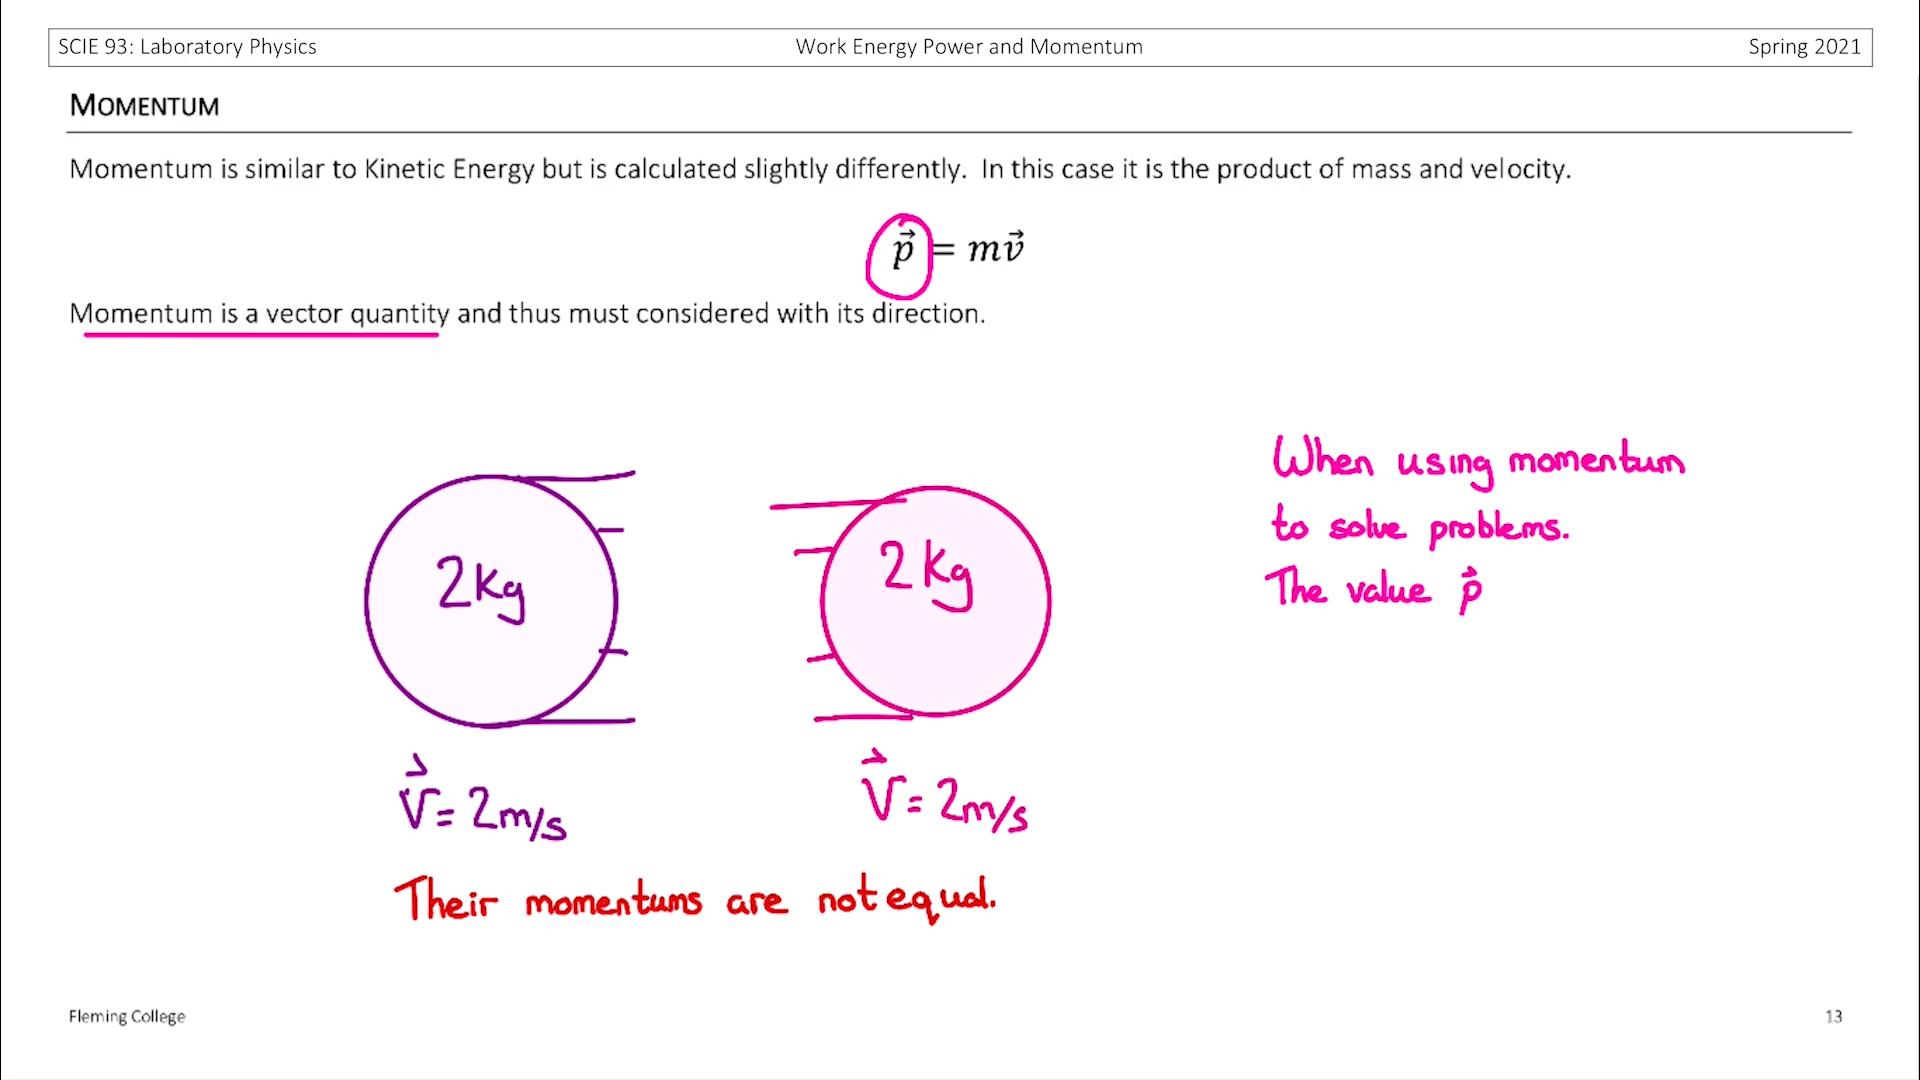 SCIE 93: Laboratory Physics Work Energy Power and Momentum Spring 2021
MOMENTUM
Momentum is similar to Kinetic Energy but is calculated slightly differently. In this case it is the product of mass and velocity.
p⃗ = mv⃗
Momentum is a vector quantity and thus must considered with its direction.
2kg
2kg
V⃗ = 2m/s
V⃗ = 2m/s
Their momentums are not equal.
When using momentum
to solve problems.
The value p⃗
Fleming College 13